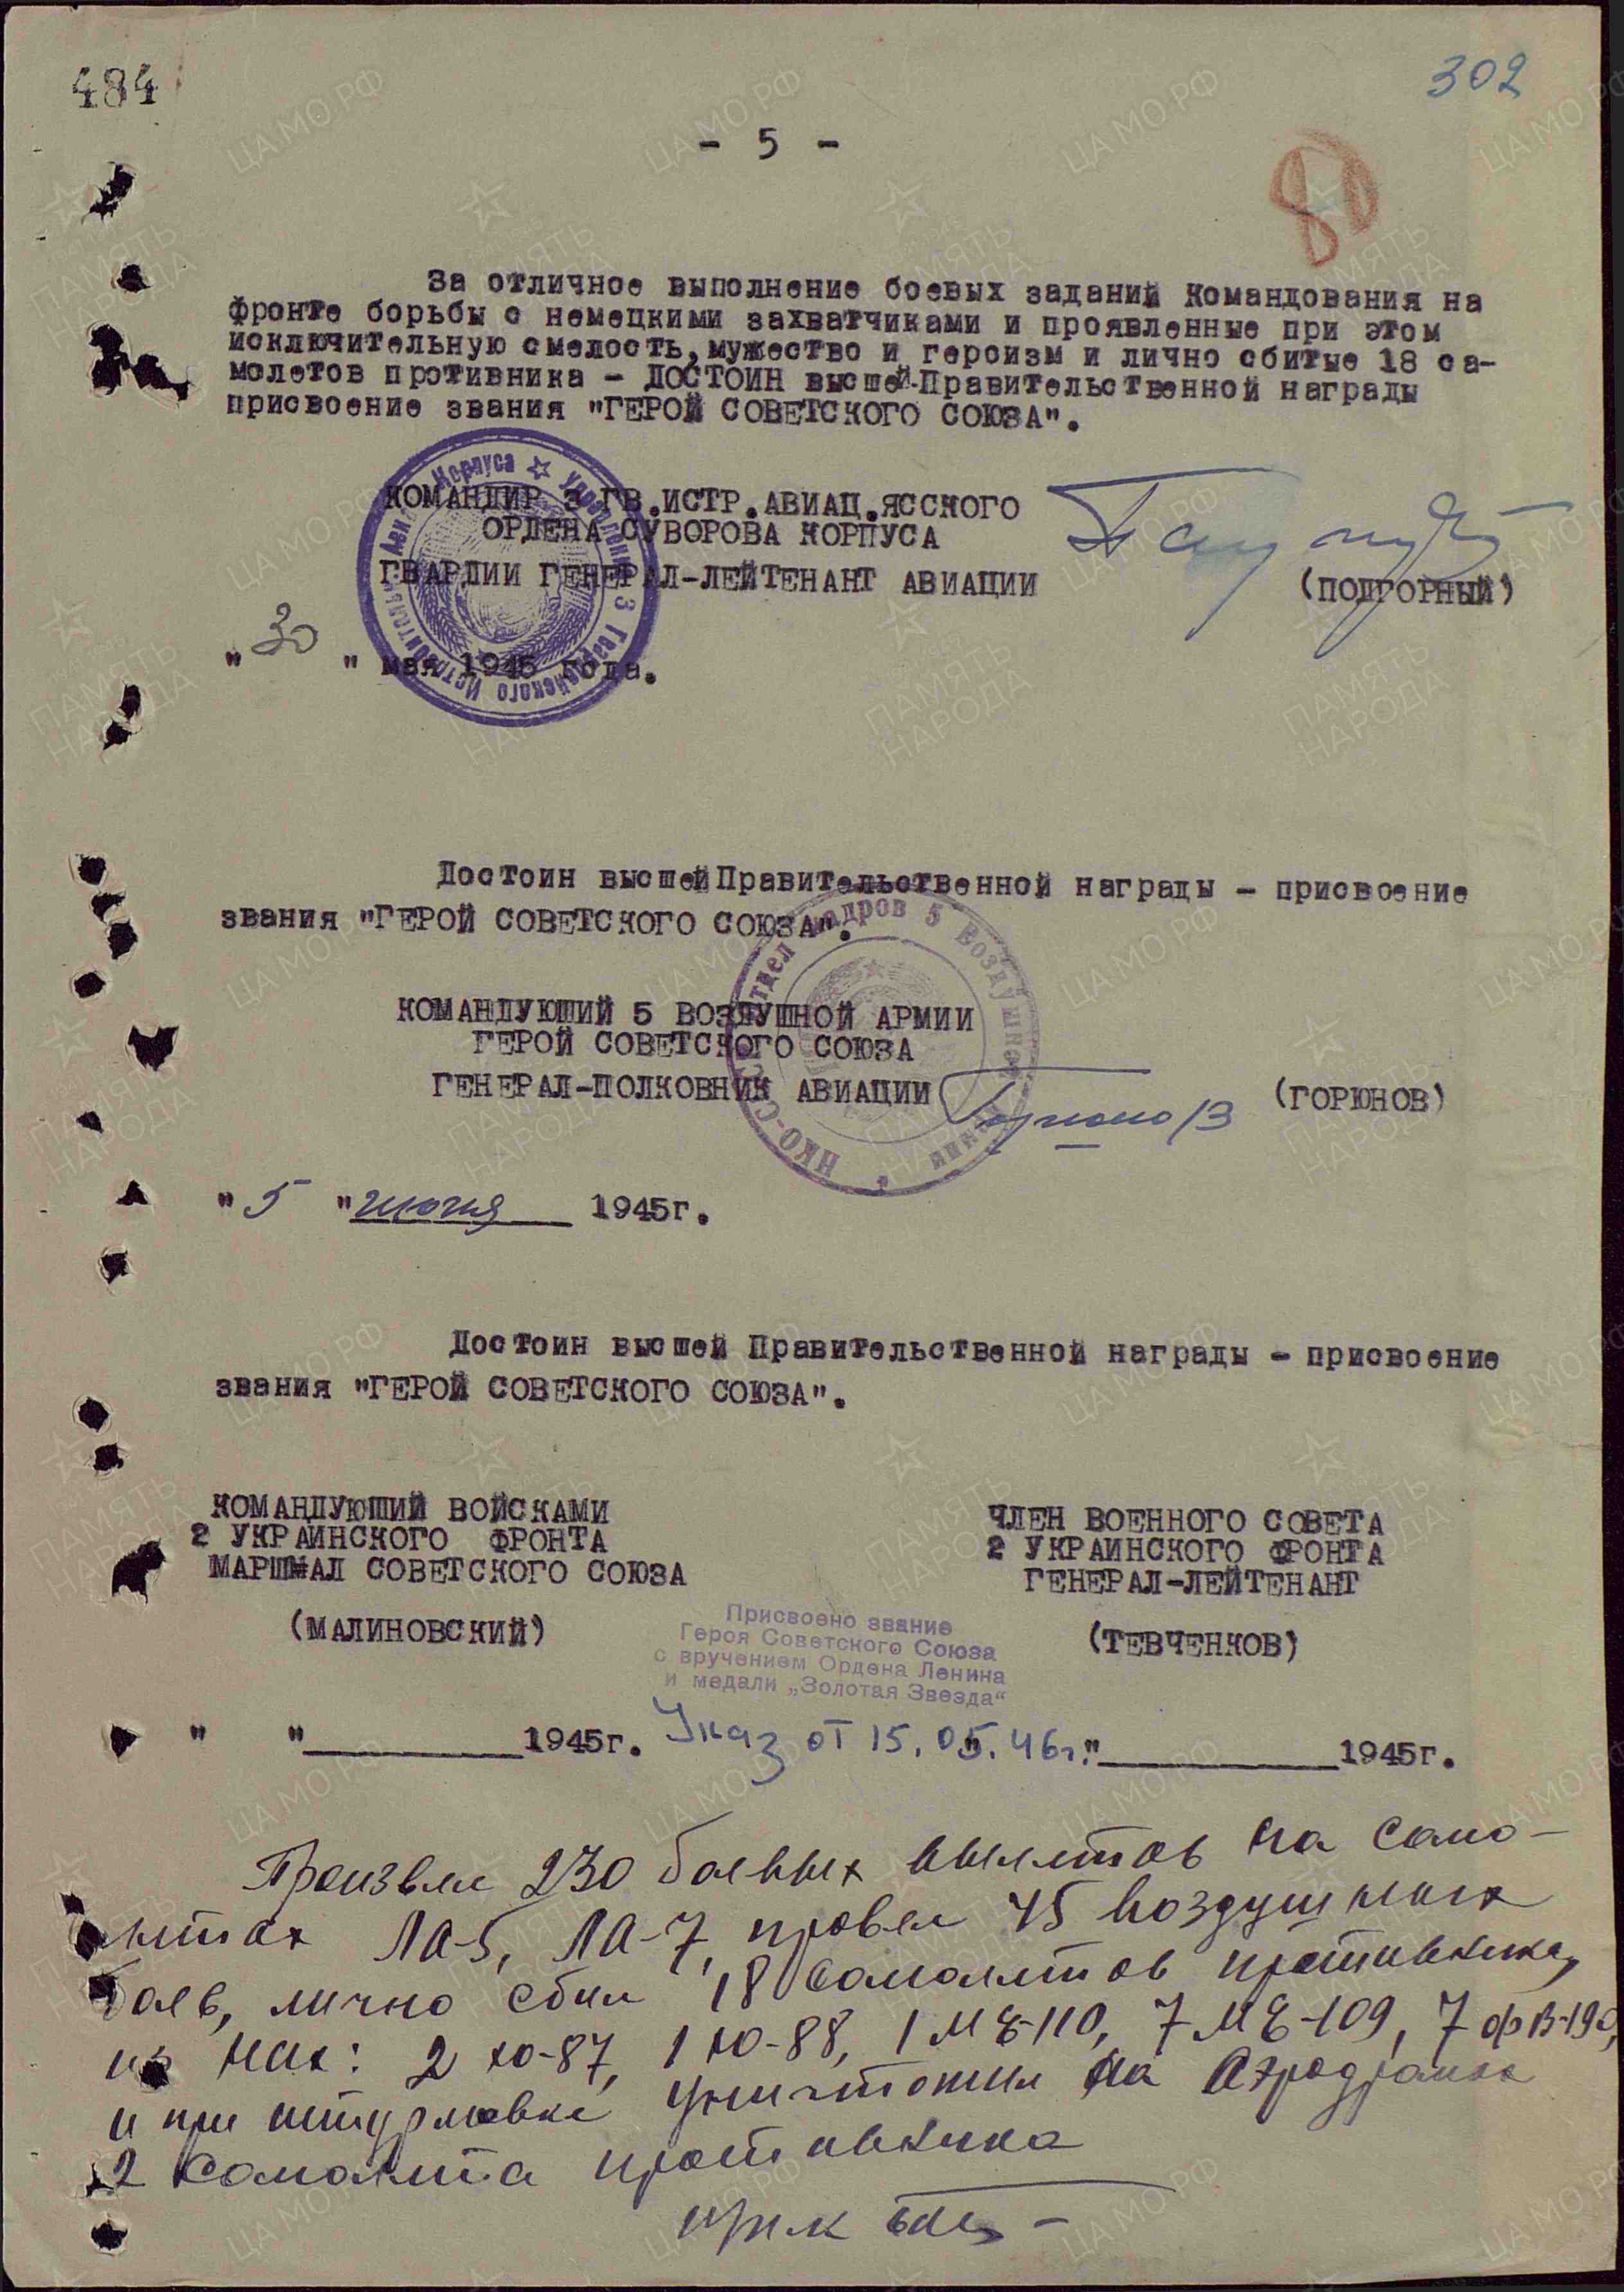 484
302
- 5 -
80
За отличное выполнение боевых заданий Командования на
фронте борьбы с немецкими захватчиками и проявленные при этом
исключительную смелость, мужество и героизм и лично сбитые 18 са-
молетов противника - ДОСТОИН высшей Правительственной награды
присвоение звания "ГЕРОЙ СОВЕТСКОГО СОЮЗА".
КОМАНДИР 3 ГВ.ИСТР.АВИАЦ.ЯССКОГО
ОРДЕНА СУВОРОВА КОРПУСА
ГВАРДИИ ГЕНЕРАЛ-ЛЕЙТЕНАНТ АВИАЦИИ
(ПОДГОРНЫЙ)
" 30 " мая 1945 года.
Достоин высшей Правительственной награды - присвоение
звания "ГЕРОЙ СОВЕТСКОГО СОЮЗА".
КОМАНДУЮЩИЙ 5 ВОЗДУШНОЙ АРМИИ
ГЕРОЙ СОВЕТСКОГО СОЮЗА
ГЕНЕРАЛ-ПОЛКОВНИК АВИАЦИИ
(ГОРЮНОВ)
" 5 " июня 1945г.
Достоин высшей Правительственной награды - присвоение
звания "ГЕРОЙ СОВЕТСКОГО СОЮЗА".
КОМАНДУЮЩИЙ ВОЙСКАМИ
2 УКРАИНСКОГО ФРОНТА
МАРШАЛ СОВЕТСКОГО СОЮЗА
(МАЛИНОВСКИЙ)
ЧЛЕН ВОЕННОГО СОВЕТА
2 УКРАИНСКОГО ФРОНТА
ГЕНЕРАЛ-ЛЕЙТЕНАНТ
(ТЕВЧЕНКОВ)
Присвоено звание
Героя Советского Союза
с вручением Ордена Ленина
и медали „Золотая Звезда“
" "__________1945г.
Указ от 15.05.46г.
" "__________1945г.
Произвел 230 боевых вылетов на само-
летах ЛА-5, ЛА-7, провел 45 воздушных
боев, лично сбил 18 самолетов противника,
из них: 2 Ю-87, 1 Ю-88, 1 МЕ-110, 7 МЕ-109, 7 ФВ-190,
и при штурмовке уничтожил на аэродромах
2 самолета противника